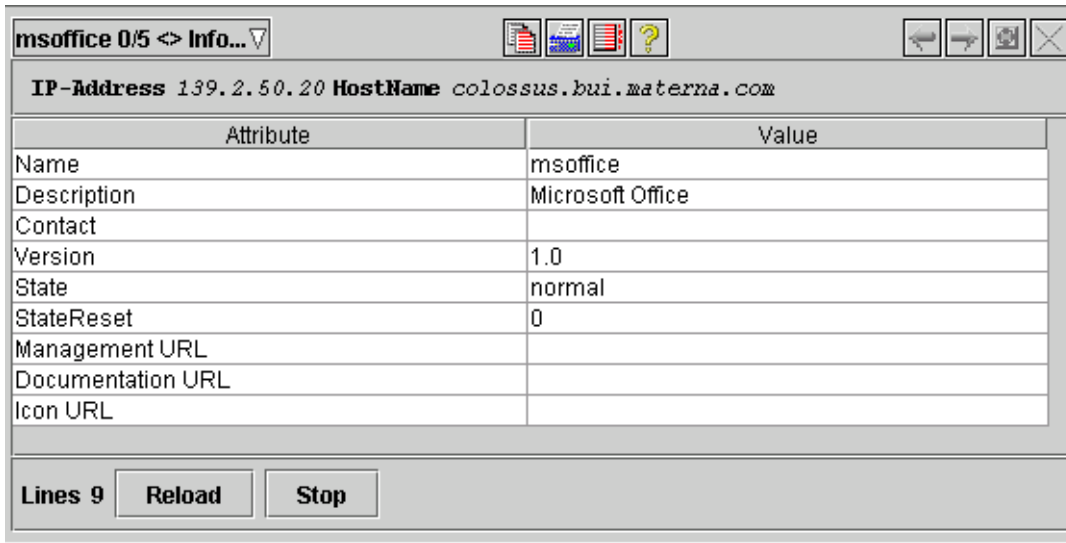 msoffice 0/5 <> Info...
?
IP-Address 139.2.50.20 HostName colossus.bui.materna.com
Attribute Value
Name msoffice
Description Microsoft Office
Contact
Version 1.0
State normal
StateReset 0
Management URL
Documentation URL
Icon URL
Lines 9 Reload Stop